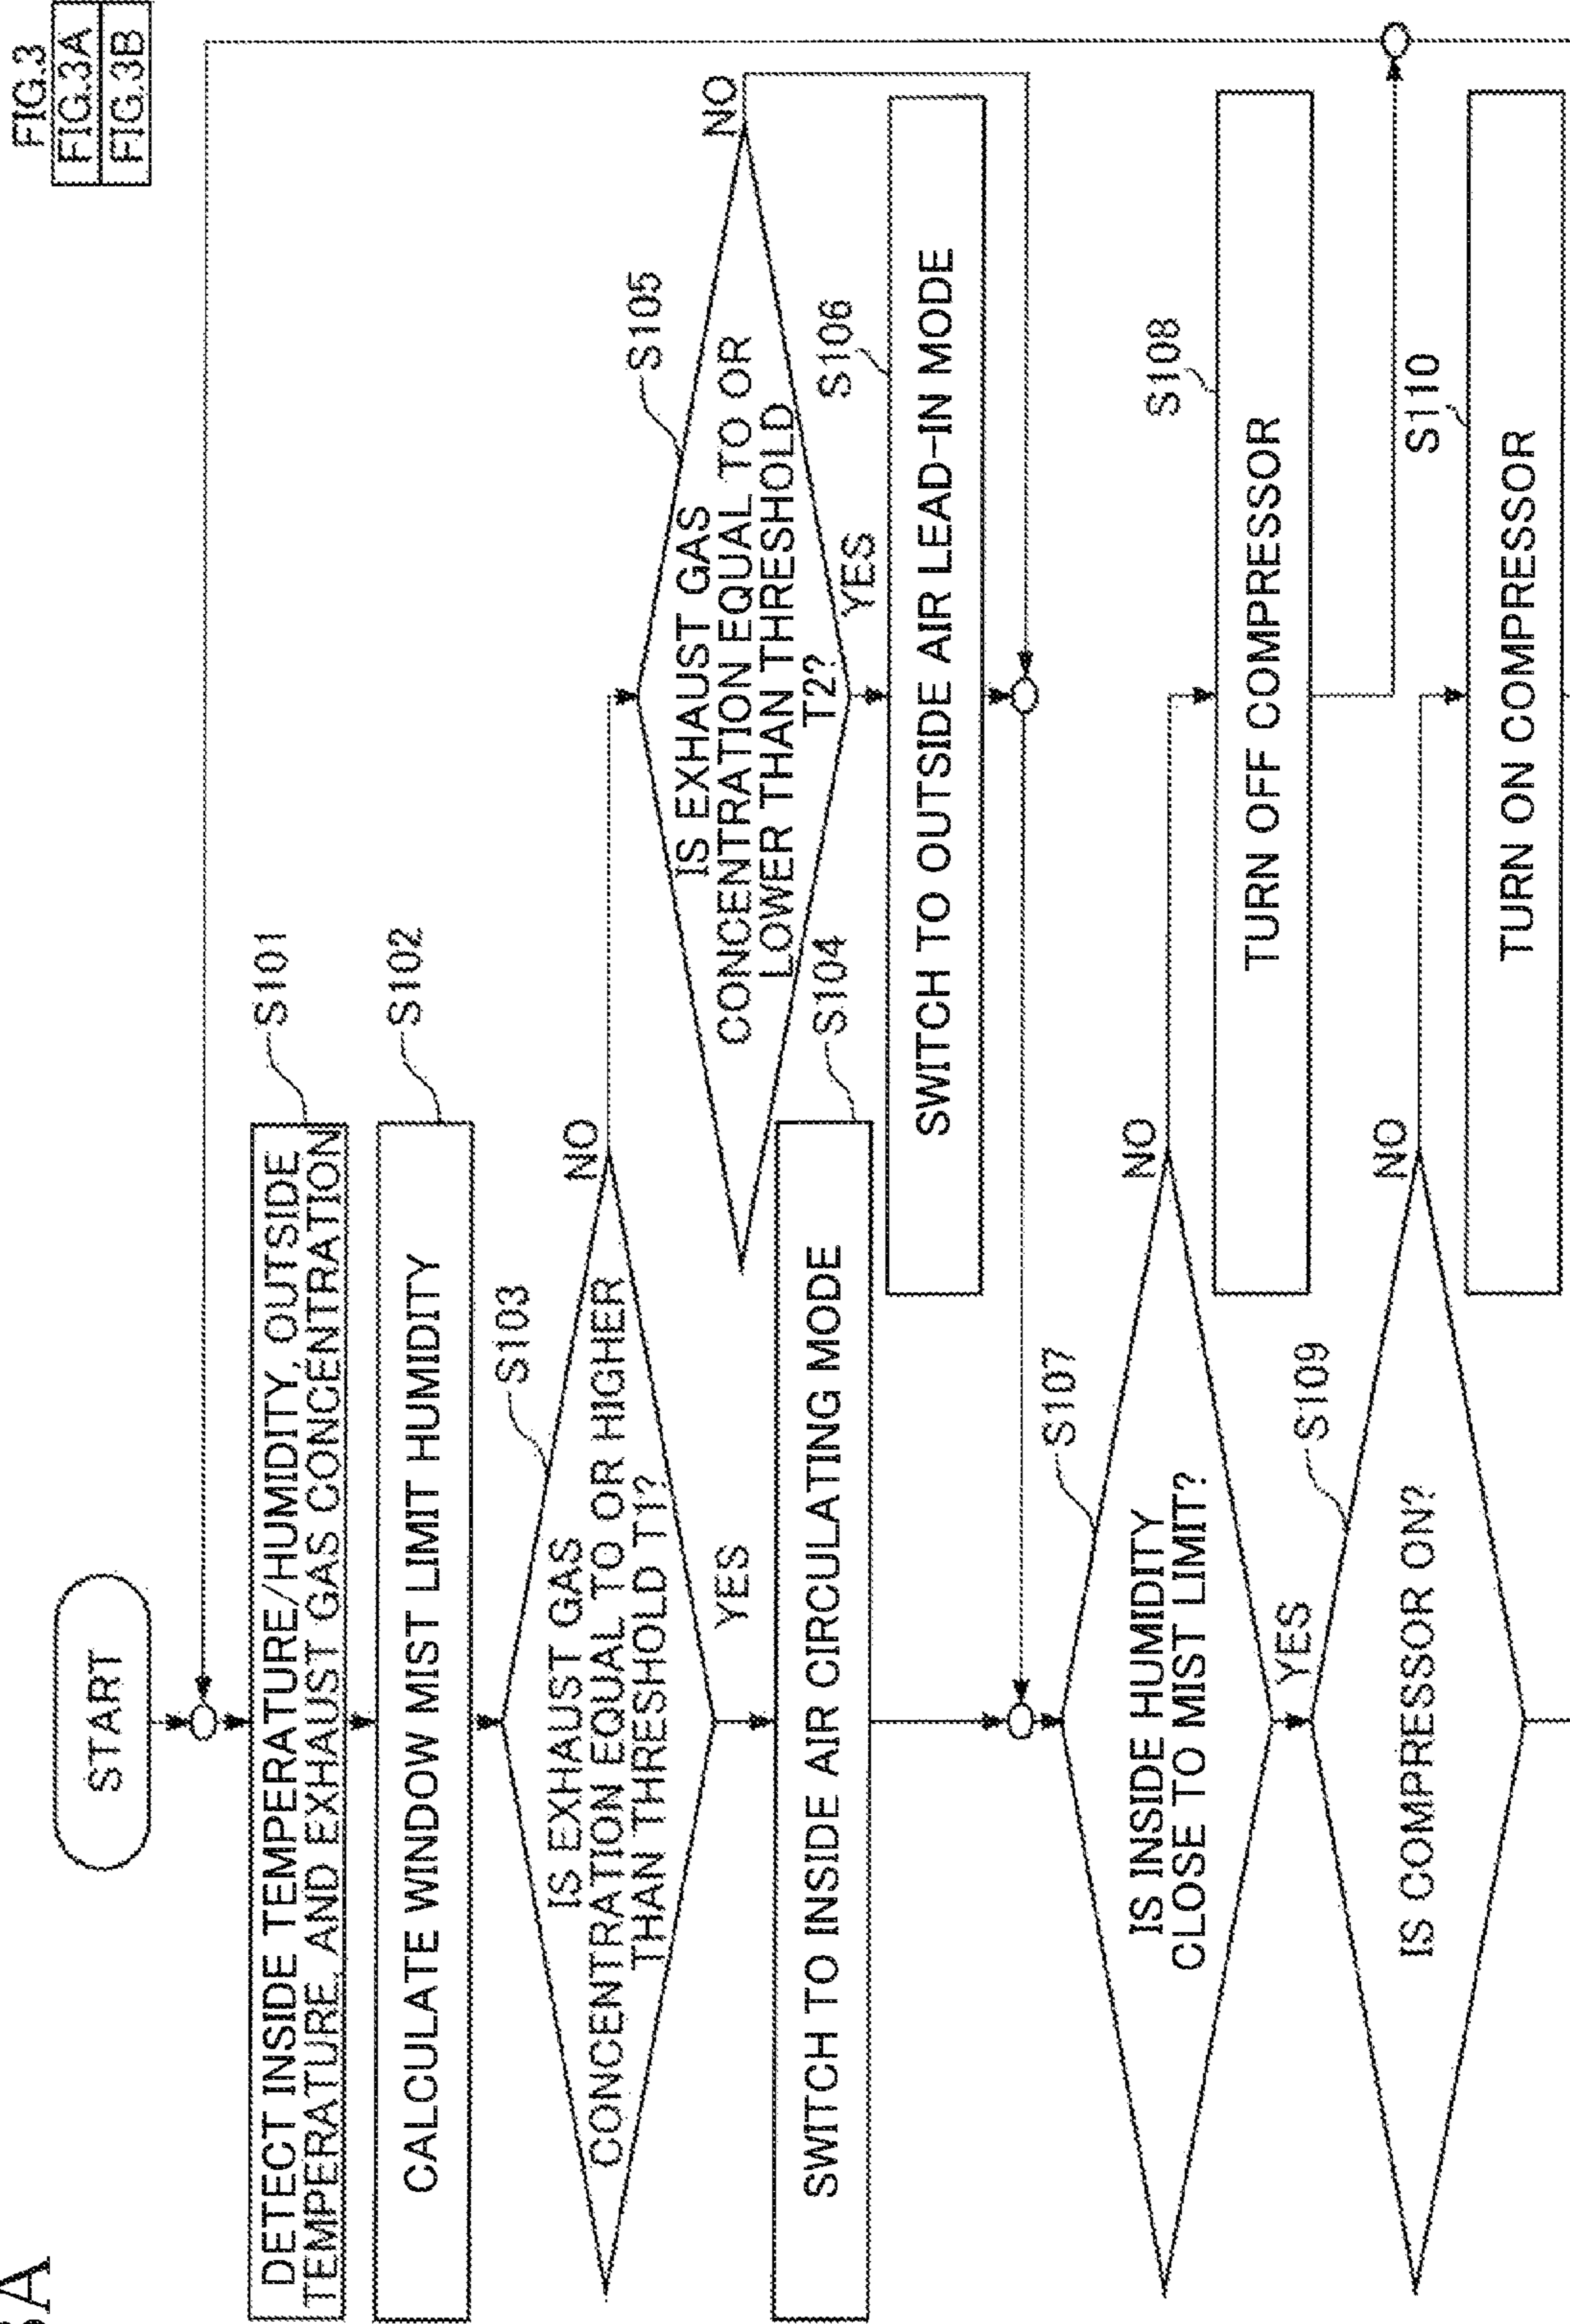 FIG.3
FIG.3A
FIG.3B
START
DETECT INSIDE TEMPERATURE/HUMIDITY, OUTSIDE
TEMPERATURE, AND EXHAUST GAS CONCENTRATION
S101
CALCULATE WINDOW MIST LIMIT HUMIDITY
S102
IS EXHAUST GAS
CONCENTRATION EQUAL TO OR HIGHER
THAN THRESHOLD T1?
S103
NO
YES
SWITCH TO INSIDE AIR CIRCULATING MODE
S104
IS EXHAUST GAS
CONCENTRATION EQUAL TO OR
LOWER THAN THRESHOLD
T2?
S105
NO
YES
SWITCH TO OUTSIDE AIR LEAD-IN MODE
S106
IS INSIDE HUMIDITY
CLOSE TO MIST LIMIT?
S107
NO
YES
TURN OFF COMPRESSOR
S108
IS COMPRESSOR ON?
S109
NO
TURN ON COMPRESSOR
S110